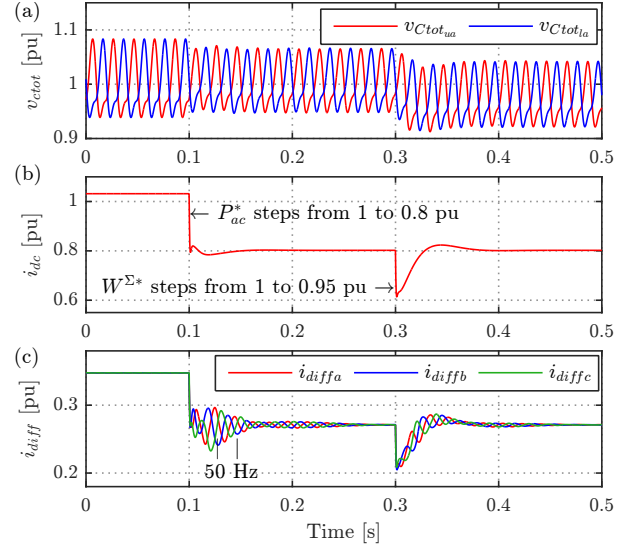 (a)
v_{Ctot_{ua}} v_{Ctot_{la}}
v_{ctot} [pu]
1.1
1
0.9
0 0.1 0.2 0.3 0.4 0.5
(b)
i_{dc} [pu]
1
0.8
0.6
P^*_{ac} steps from 1 to 0.8 pu
W^{Σ*} steps from 1 to 0.95 pu
0 0.1 0.2 0.3 0.4 0.5
(c)
i_{diffa} i_{diffb} i_{diffc}
i_{diff} [pu]
0.3
0.2
50 Hz
0 0.1 0.2 0.3 0.4 0.5
Time [s]